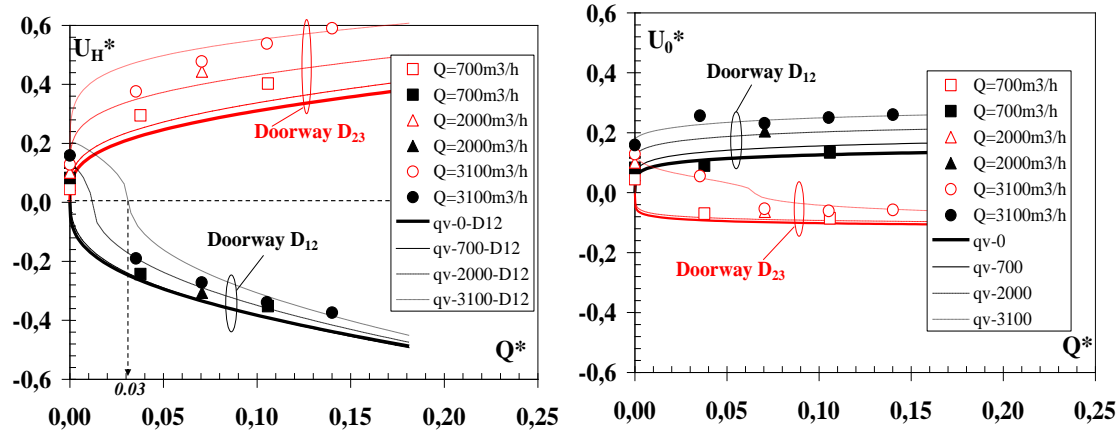 0,6
0,4
0,2
0,0
-0,2
-0,4
-0,6
U_H*
Doorway D₂₃
Doorway D₁₂
Q=700m3/h
Q=700m3/h
Q=2000m3/h
Q=2000m3/h
Q=3100m3/h
Q=3100m3/h
qv-0-D12
qv-700-D12
qv-2000-D12
qv-3100-D12
Q*
0.03
0,00 0,05 0,10 0,15 0,20 0,25
0,6
0,4
0,2
0,0
-0,2
-0,4
-0,6
U₀*
Doorway D₁₂
Doorway D₂₃
Q=700m3/h
Q=700m3/h
Q=2000m3/h
Q=2000m3/h
Q=3100m3/h
Q=3100m3/h
qv-0
qv-700
qv-2000
qv-3100
Q*
0,00 0,05 0,10 0,15 0,20 0,25